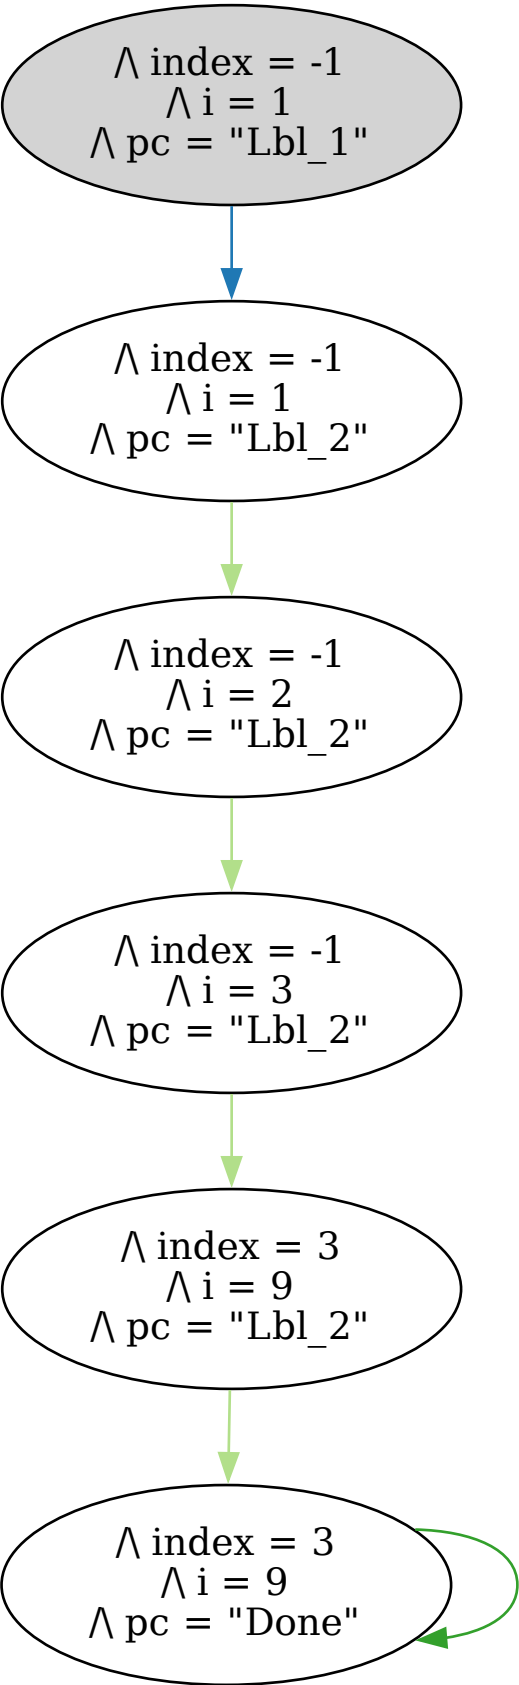 /\ index = -1
/\ i = 1
/\ pc = "Lbl_1"
/\ index = -1
/\ i = 1
/\ pc = "Lbl_2"
/\ index = -1
/\ i = 2
/\ pc = "Lbl_2"
/\ index = -1
/\ i = 3
/\ pc = "Lbl_2"
/\ index = 3
/\ i = 9
/\ pc = "Lbl_2"
/\ index = 3
/\ i = 9
/\ pc = "Done"